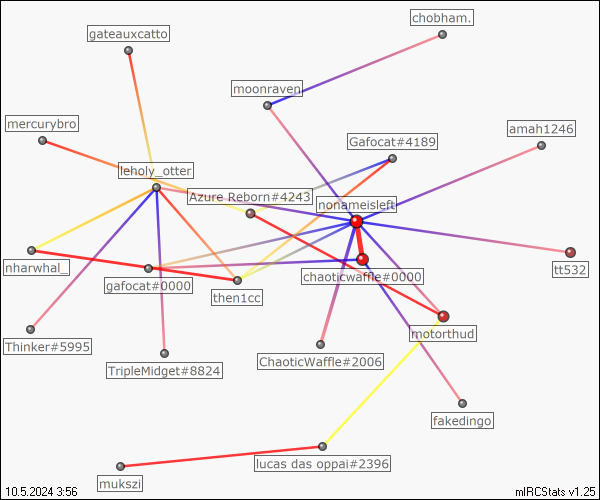 chobham.
gateauxcatto
moonraven
mercurybro
amah1246
Gafocat#4189
leholy_otter
Azure Reborn#4243
nonameisleft
nharwhal_
chaoticwaffle#0000
tt532
gafocat#0000
then1cc
motorthud
Thinker#5995
ChaoticWaffle#2006
TripleMidget#8824
fakedingo
lucas das oppai#2396
mukszi
10.5.2024 3:56
mIRCStats v1.25